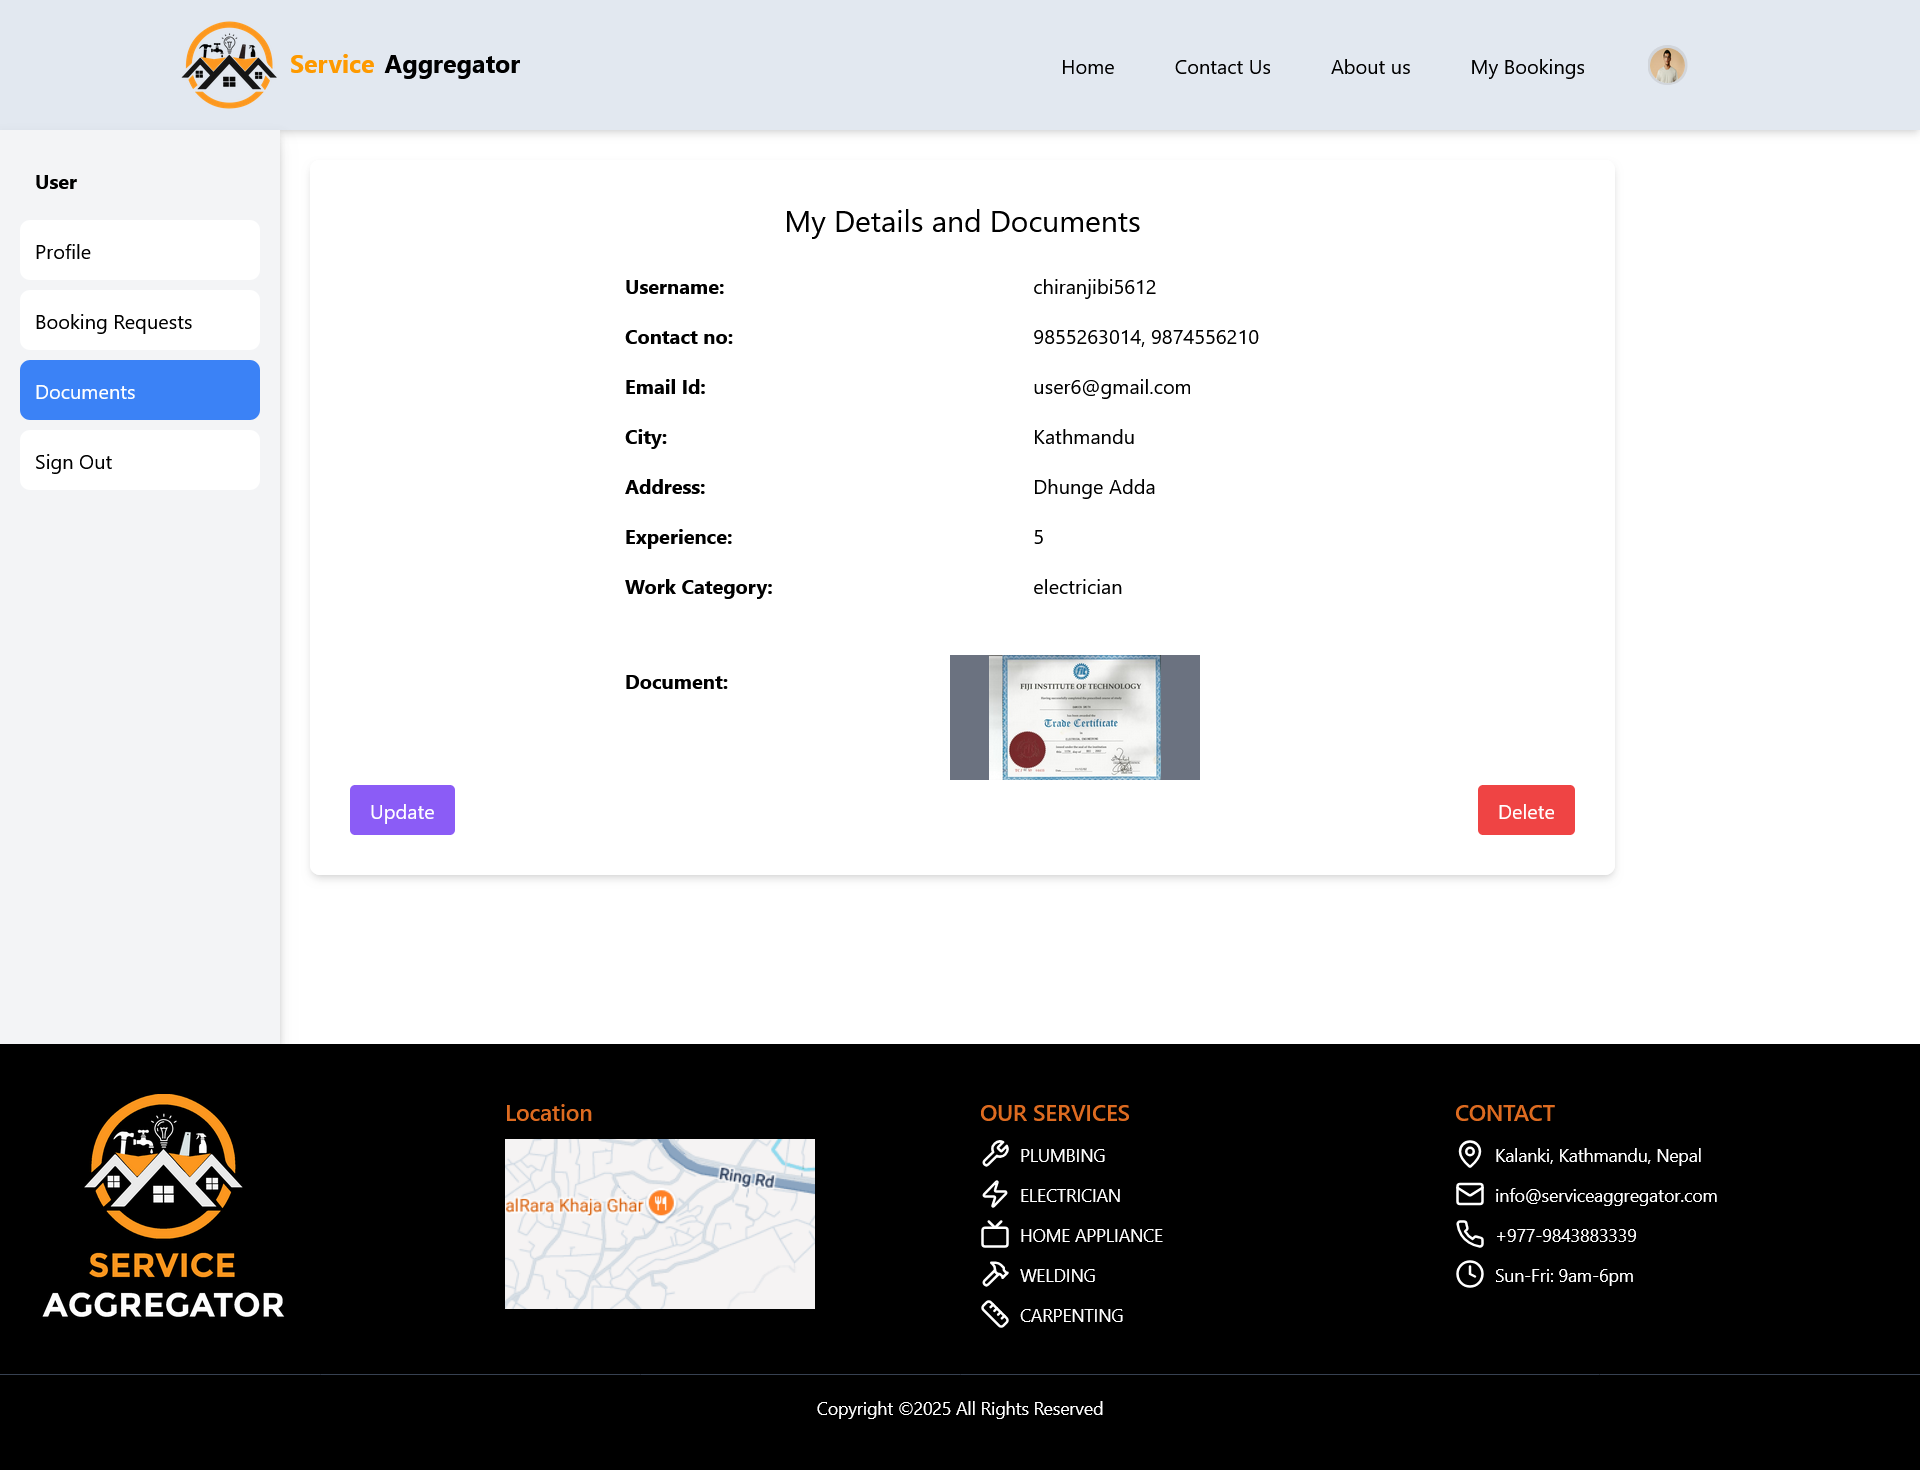 Service Aggregator
Home
Contact Us
About us
My Bookings
User
Profile
Booking Requests
Documents
Sign Out
My Details and Documents
Username: chiranjibi5612
Contact no: 9855263014, 9874556210
Email Id: user6@gmail.com
City: Kathmandu
Address: Dhunge Adda
Experience: 5
Work Category: electrician
Document:
FIJI INSTITUTE OF TECHNOLOGY
Trade Certificate
Update
Delete
SERVICE
AGGREGATOR
Location
Ring Rd
alRara Khaja Ghar
OUR SERVICES
PLUMBING
ELECTRICIAN
HOME APPLIANCE
WELDING
CARPENTING
CONTACT
Kalanki, Kathmandu, Nepal
info@serviceaggregator.com
+977-9843883339
Sun-Fri: 9am-6pm
Copyright ©2025 All Rights Reserved